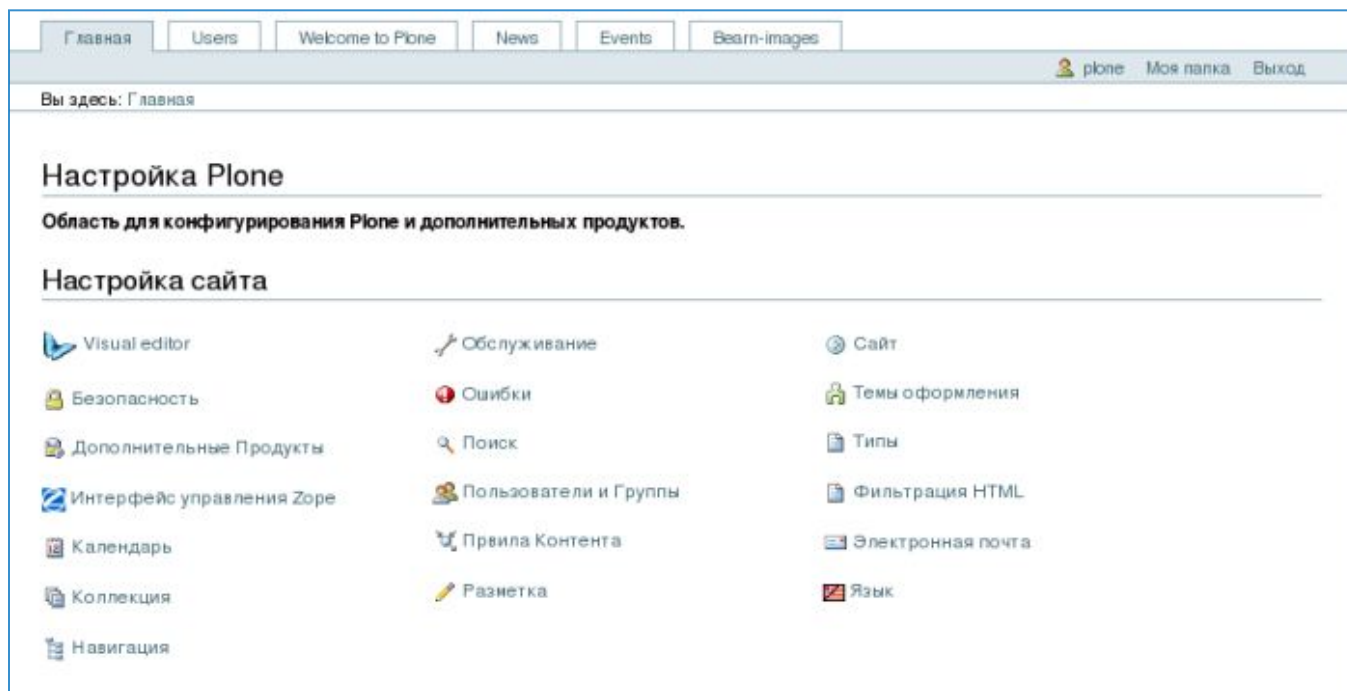 Главная Users Welcome to Plone News Events Bearn-images
plone Моя папка Выход
Вы здесь: Главная
Настройка Plone
Область для конфигурирования Plone и дополнительных продуктов.
Настройка сайта
Visual editor Обслуживание Сайт
Безопасность Ошибки Темы оформления
Дополнительные Продукты Поиск Типы
Интерфейс управления Zope Пользователи и Группы Фильтрация HTML
Календарь Првила Контента Электронная почта
Коллекция Разметка Язык
Навигация